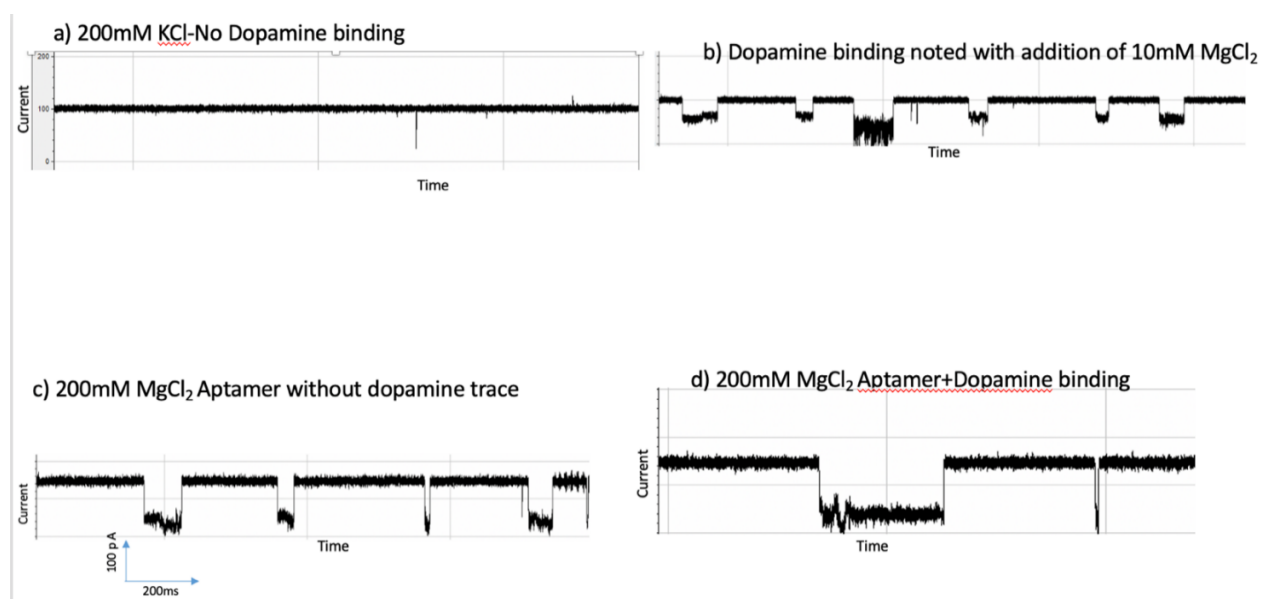 a) 200mM KCl-No Dopamine binding
200
100
0
Current
Time
b) Dopamine binding noted with addition of 10mM MgCl₂
Time
c) 200mM MgCl₂ Aptamer without dopamine trace
Current
Time
100 pA
200ms
d) 200mM MgCl₂ Aptamer+Dopamine binding
Current
Time